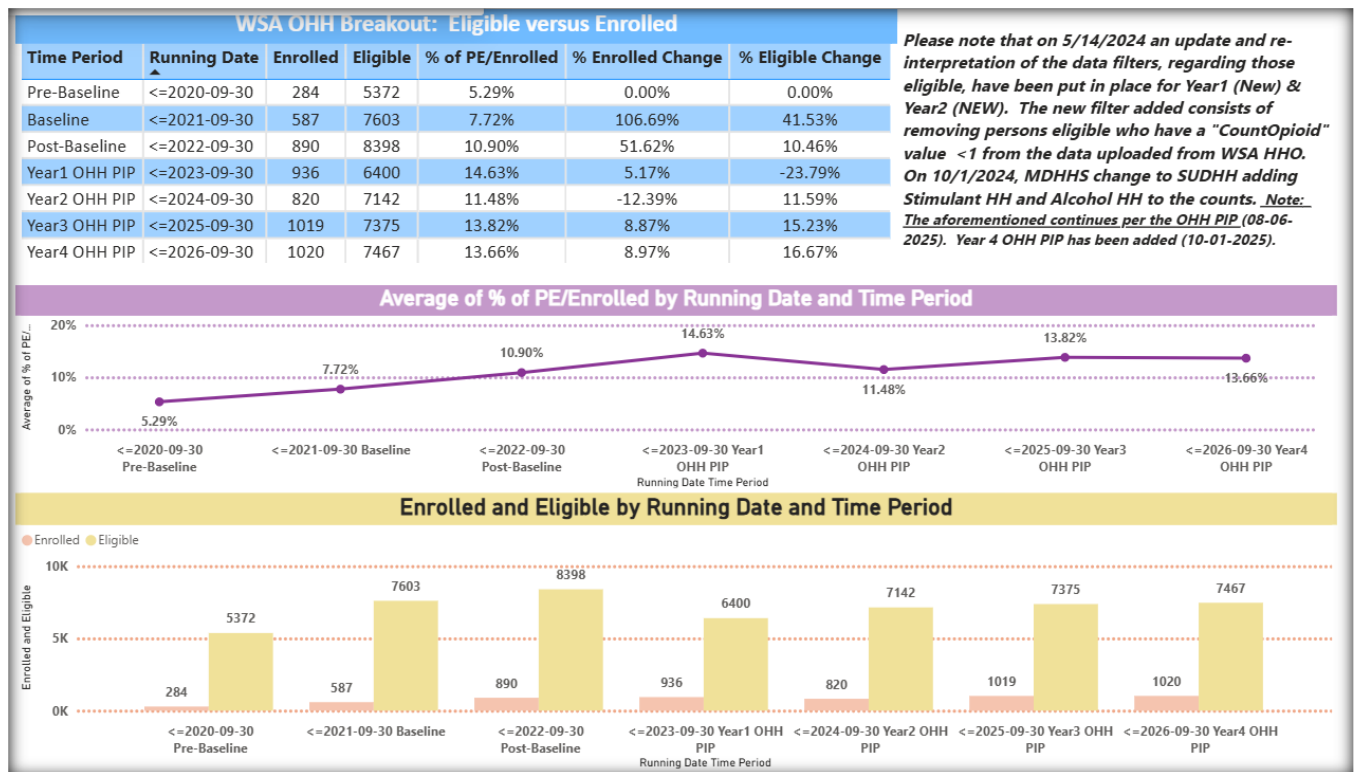 WSA OHH Breakout:  Eligible versus Enrolled
Time Period Running Date Enrolled Eligible % of PE/Enrolled % Enrolled Change % Eligible Change
Pre-Baseline <=2020-09-30 284 5372 5.29% 0.00% 0.00%
Baseline <=2021-09-30 587 7603 7.72% 106.69% 41.53%
Post-Baseline <=2022-09-30 890 8398 10.90% 51.62% 10.46%
Year1 OHH PIP <=2023-09-30 936 6400 14.63% 5.17% -23.79%
Year2 OHH PIP <=2024-09-30 820 7142 11.48% -12.39% 11.59%
Year3 OHH PIP <=2025-09-30 1019 7375 13.82% 8.87% 15.23%
Year4 OHH PIP <=2026-09-30 1020 7467 13.66% 8.97% 16.67%
Please note that on 5/14/2024 an update and re-
interpretation of the data filters, regarding those
eligible, have been put in place for Year1 (New) &
Year2 (NEW).  The new filter added consists of
removing persons eligible who have a "CountOpioid"
value  <1 from the data uploaded from WSA HHO.
On 10/1/2024, MDHHS change to SUDHH adding
Stimulant HH and Alcohol HH to the counts.  Note:
The aforementioned continues per the OHH PIP (08-06-
2025).  Year 4 OHH PIP has been added (10-01-2025).
Average of % of PE/Enrolled by Running Date and Time Period
Average of % of PE/...
20%
10%
0%
5.29%
7.72%
10.90%
14.63%
11.48%
13.82%
13.66%
<=2020-09-30 <=2021-09-30 Baseline <=2022-09-30 <=2023-09-30 Year1 <=2024-09-30 Year2 <=2025-09-30 Year3 <=2026-09-30 Year4
Pre-Baseline Post-Baseline OHH PIP OHH PIP OHH PIP OHH PIP
Running Date Time Period
Enrolled and Eligible by Running Date and Time Period
Enrolled Eligible
Enrolled and Eligible
10K
5K
0K
284 5372
587 7603
890 8398
936 6400
820 7142
1019 7375
1020 7467
<=2020-09-30 <=2021-09-30 Baseline <=2022-09-30 <=2023-09-30 Year1 OHH <=2024-09-30 Year2 OHH <=2025-09-30 Year3 OHH <=2026-09-30 Year4 OHH
Pre-Baseline Post-Baseline PIP PIP PIP PIP
Running Date Time Period